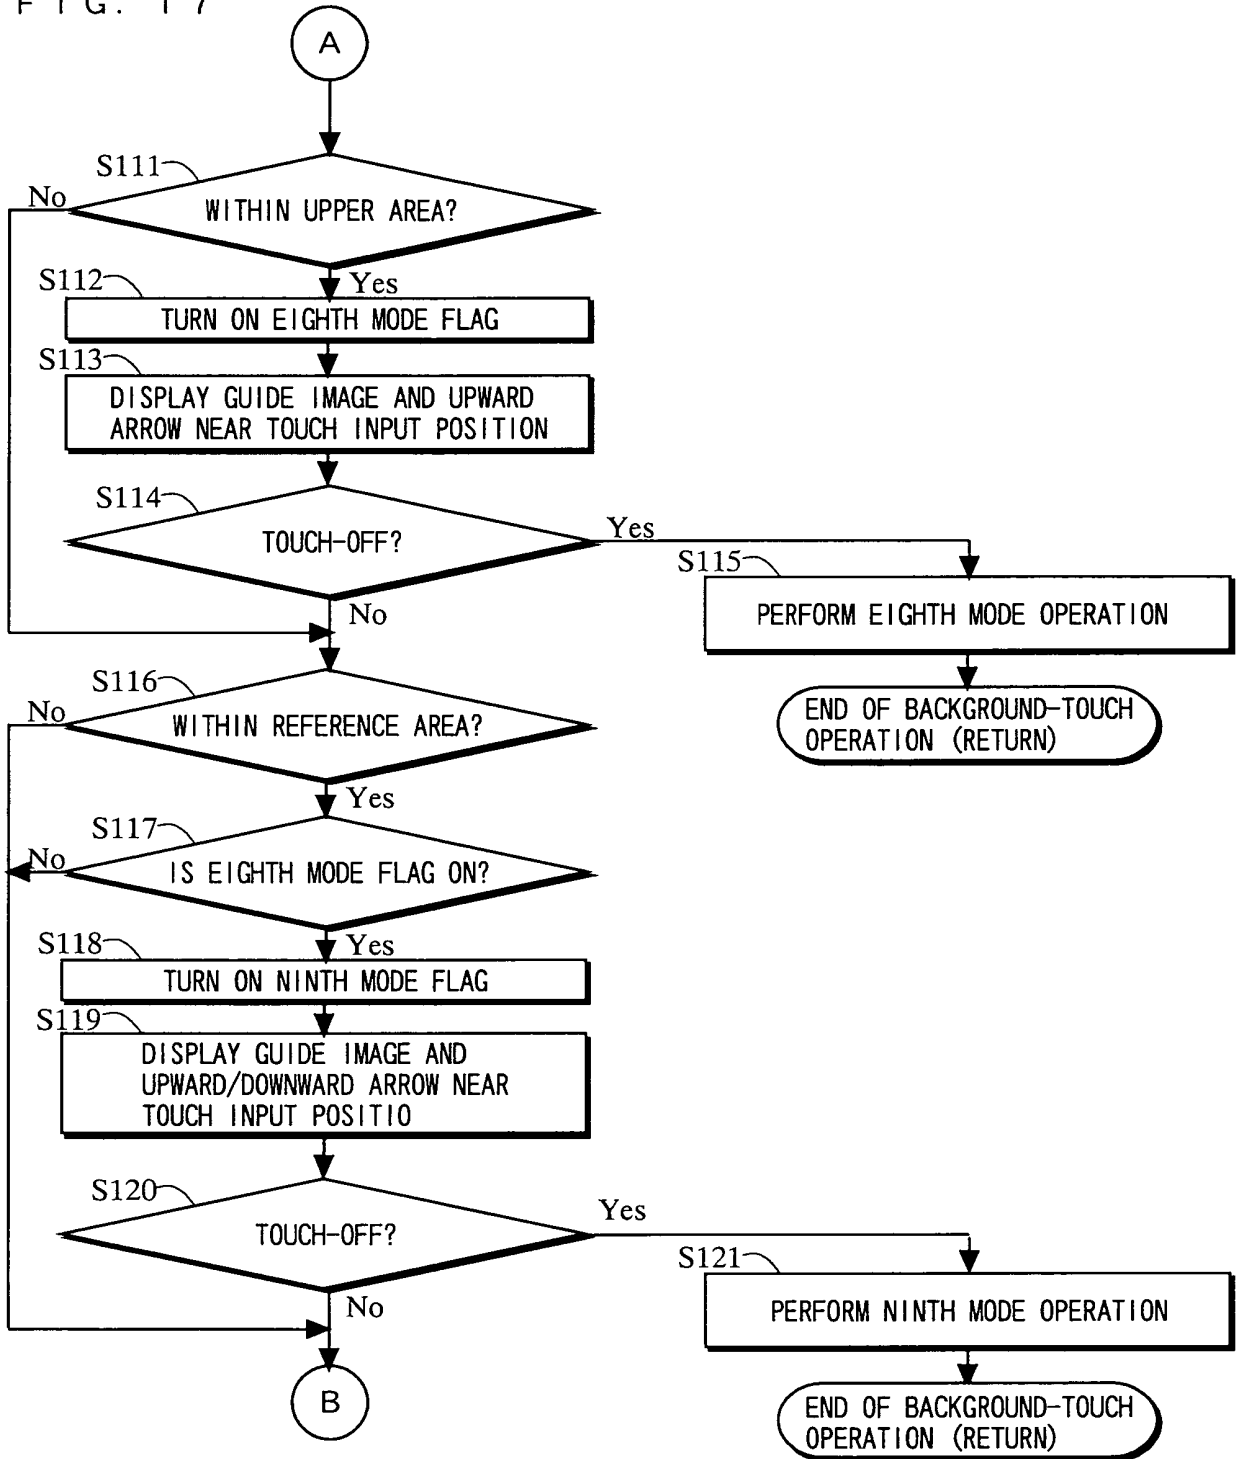 FIG. 17
A
S111
No
WITHIN UPPER AREA?
Yes
S112
TURN ON EIGHTH MODE FLAG
S113
DISPLAY GUIDE IMAGE AND UPWARD
ARROW NEAR TOUCH INPUT POSITION
S114
TOUCH-OFF?
Yes
No
S115
PERFORM EIGHTH MODE OPERATION
END OF BACKGROUND-TOUCH
OPERATION (RETURN)
S116
No
WITHIN REFERENCE AREA?
Yes
S117
No
IS EIGHTH MODE FLAG ON?
Yes
S118
TURN ON NINTH MODE FLAG
S119
DISPLAY GUIDE IMAGE AND
UPWARD/DOWNWARD ARROW NEAR
TOUCH INPUT POSITIO
S120
TOUCH-OFF?
Yes
No
S121
PERFORM NINTH MODE OPERATION
END OF BACKGROUND-TOUCH
OPERATION (RETURN)
B